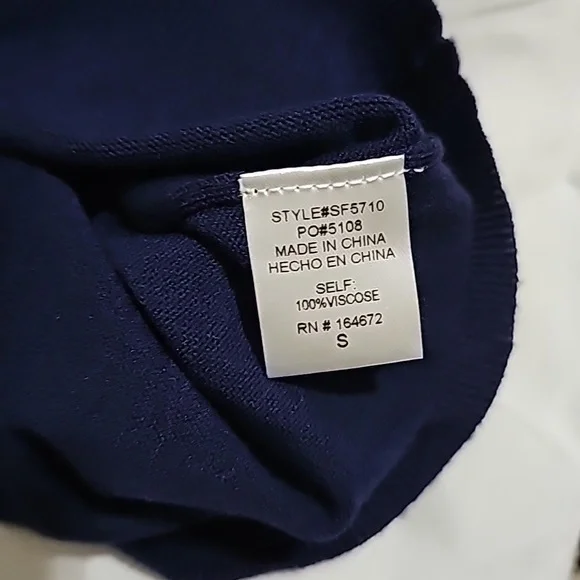 STYLE#SF5710
PO#5108
MADE IN CHINA
HECHO EN CHINA
SELF:
100%VISCOSE
RN # 164672
S